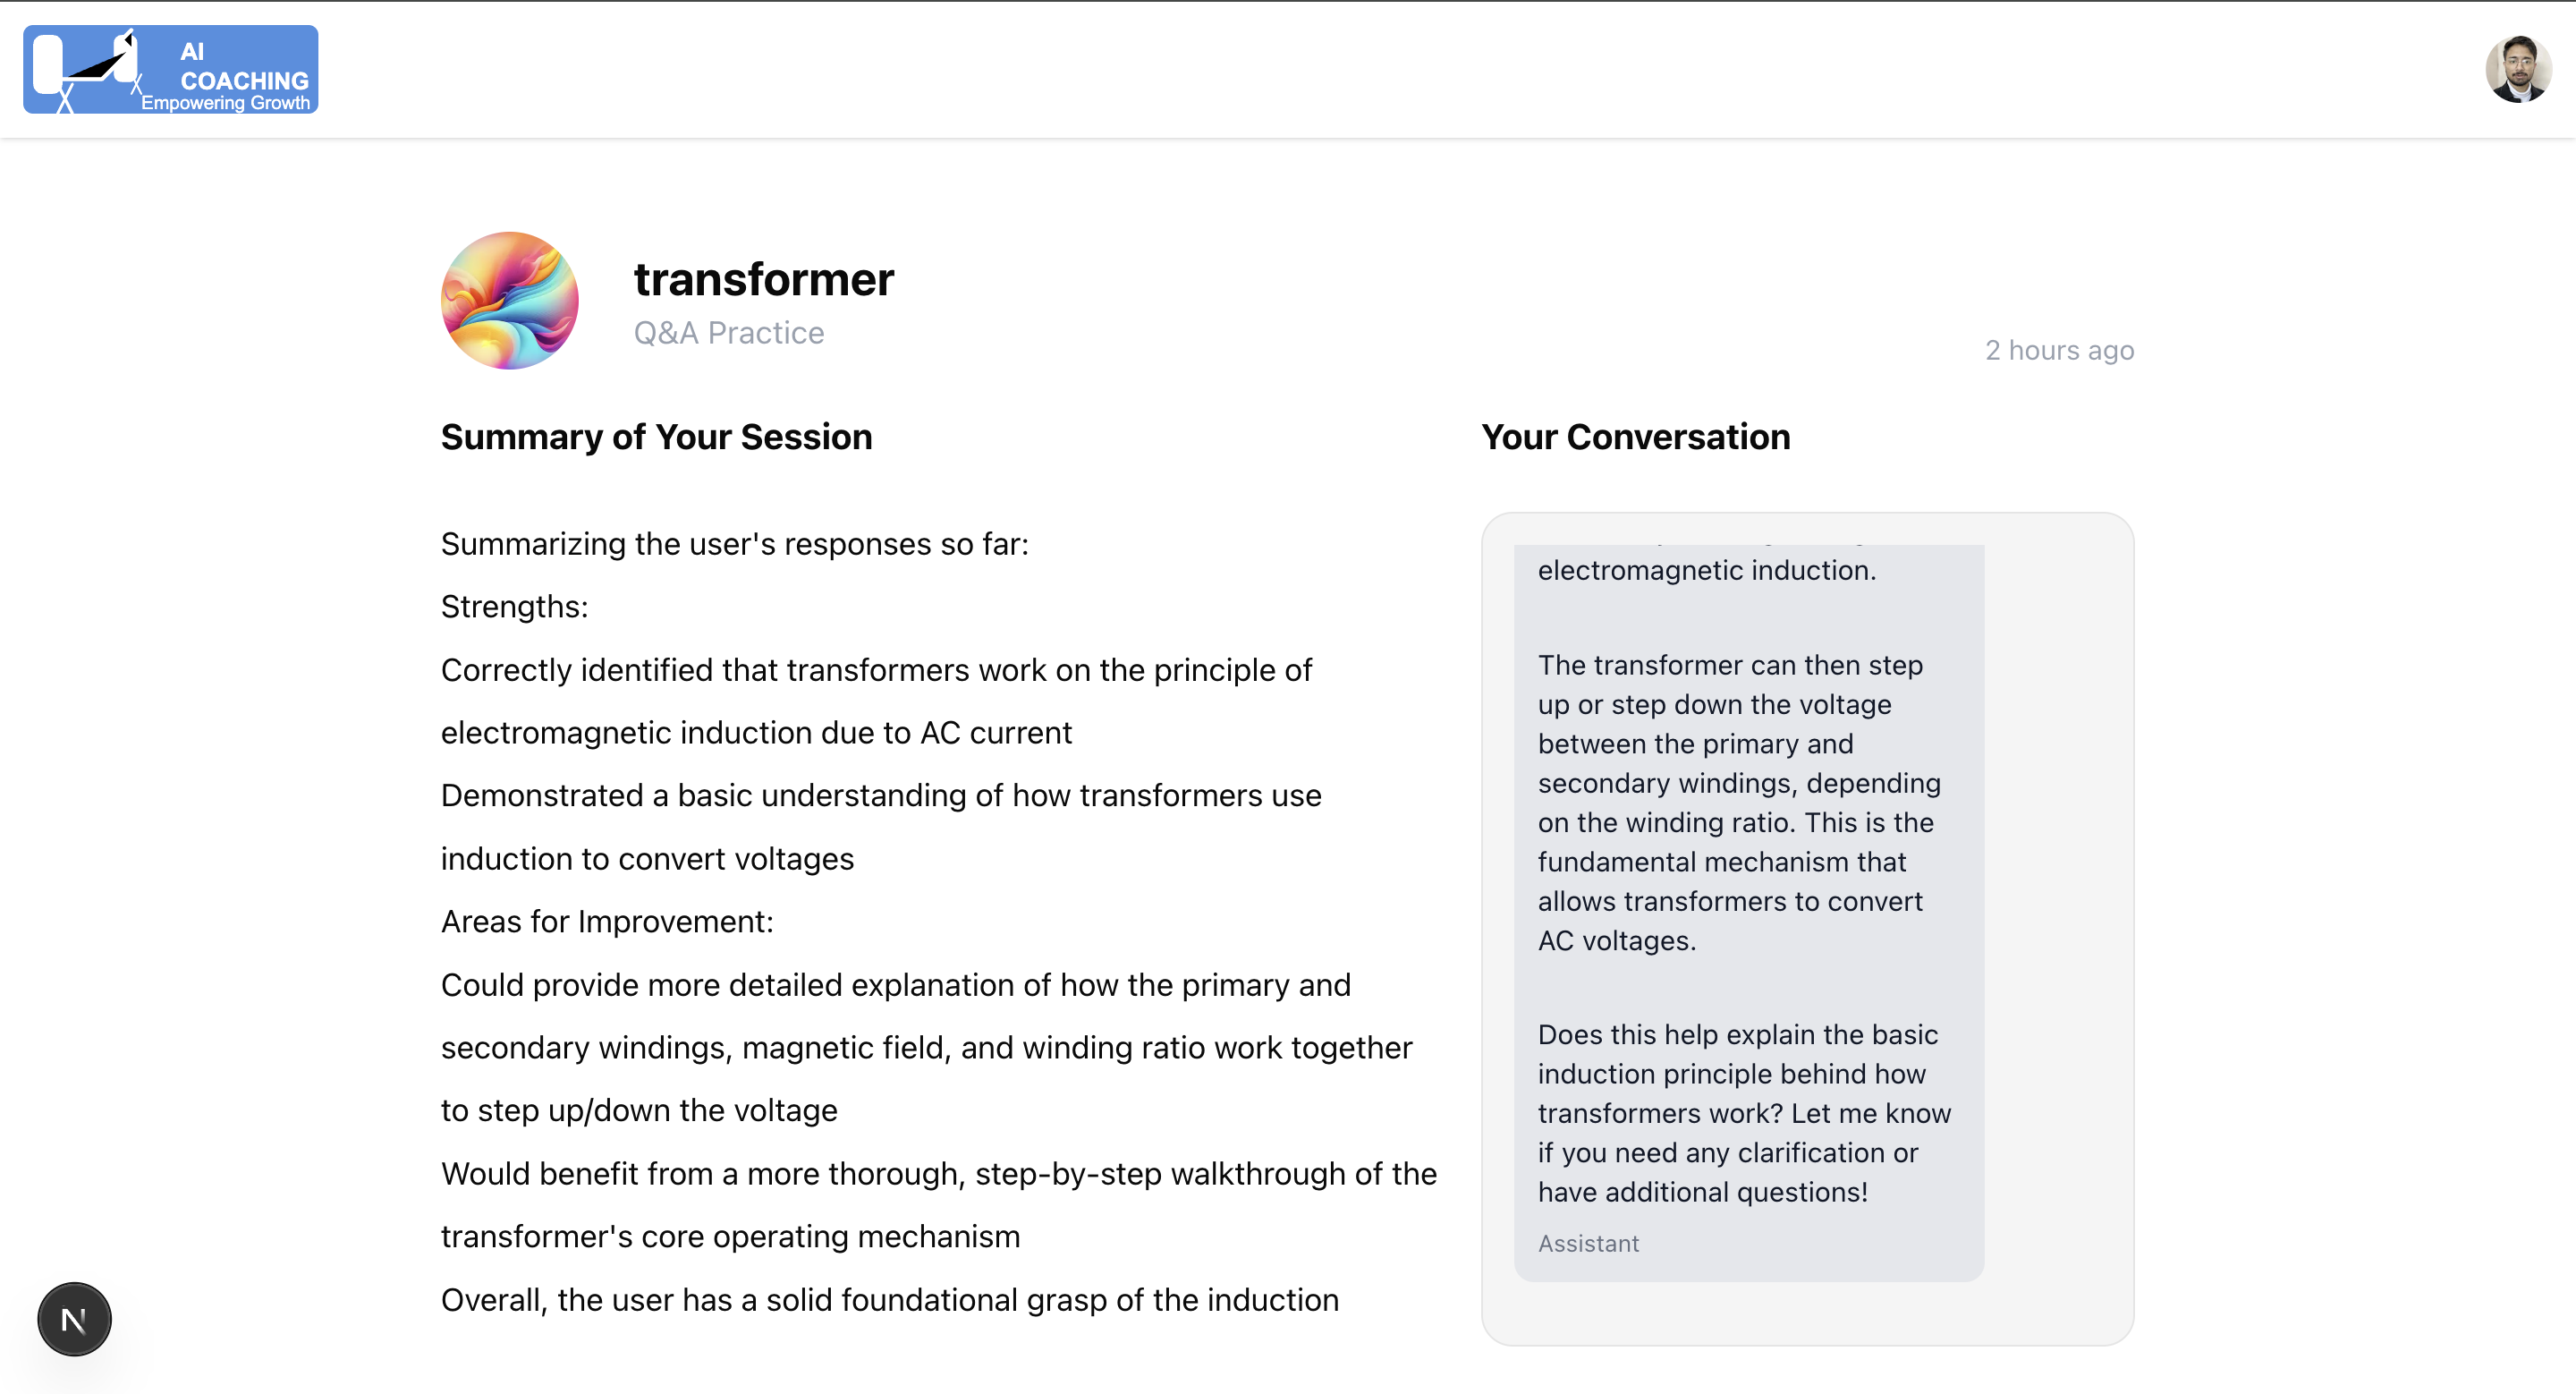 AI
COACHING
Empowering Growth
transformer
Q&A Practice
2 hours ago
Summary of Your Session
Summarizing the user's responses so far:
Strengths:
Correctly identified that transformers work on the principle of
electromagnetic induction due to AC current
Demonstrated a basic understanding of how transformers use
induction to convert voltages
Areas for Improvement:
Could provide more detailed explanation of how the primary and
secondary windings, magnetic field, and winding ratio work together
to step up/down the voltage
Would benefit from a more thorough, step-by-step walkthrough of the
transformer's core operating mechanism
Overall, the user has a solid foundational grasp of the induction
Your Conversation
electromagnetic induction.
The transformer can then step
up or step down the voltage
between the primary and
secondary windings, depending
on the winding ratio. This is the
fundamental mechanism that
allows transformers to convert
AC voltages.
Does this help explain the basic
induction principle behind how
transformers work? Let me know
if you need any clarification or
have additional questions!
Assistant
N